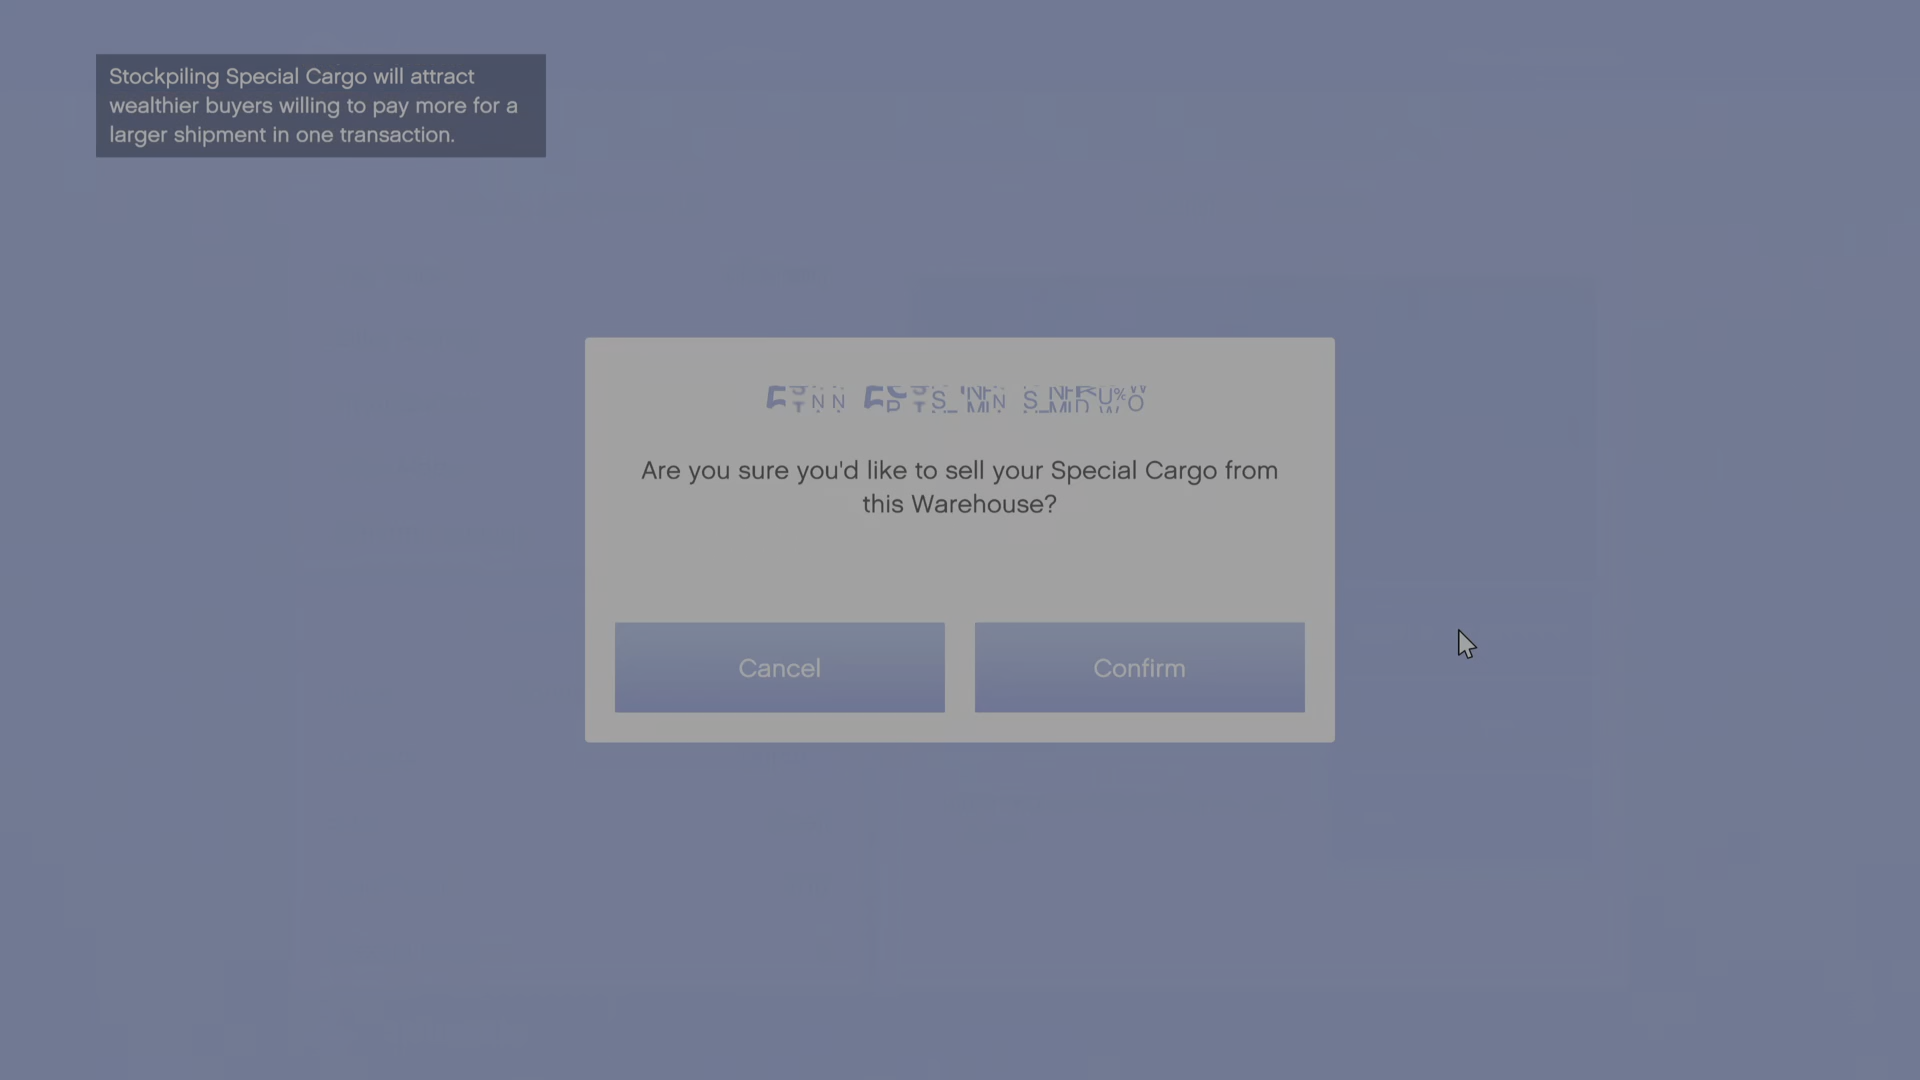 Stockpiling Special Cargo will attract
wealthier buyers willing to pay more for a
larger shipment in one transaction.
Are you sure you'd like to sell your Special Cargo from
this Warehouse?
Cancel
Confirm